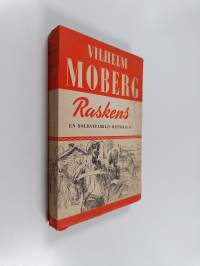 VILHELM
MOBERG
Raskens
EN SOLDATFAMILJS HISTORIA